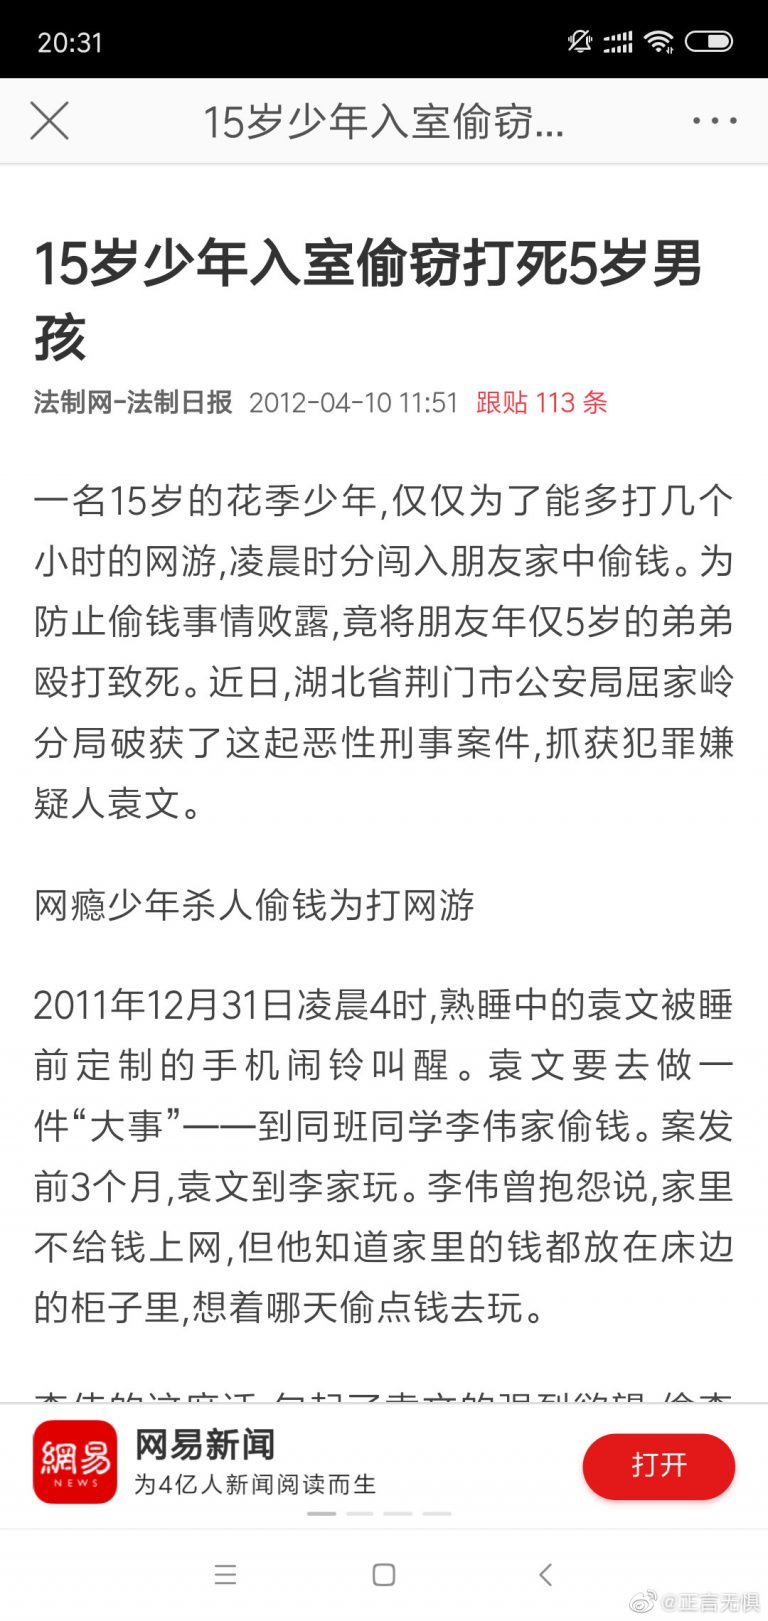 20:31
15岁少年入室偷窃...
15岁少年入室偷窃打死5岁男
孩
法制网-法制日报 2012-04-10 11:51 跟贴 113 条
一名15岁的花季少年,仅仅为了能多打几个
小时的网游,凌晨时分闯入朋友家中偷钱。为
防止偷钱事情败露,竟将朋友年仅5岁的弟弟
殴打致死。近日,湖北省荆门市公安局屈家岭
分局破获了这起恶性刑事案件,抓获犯罪嫌
疑人袁文。
网瘾少年杀人偷钱为打网游
2011年12月31日凌晨4时,熟睡中的袁文被睡
前定制的手机闹铃叫醒。袁文要去做一
件“大事”——到同班同学李伟家偷钱。案发
前3个月,袁文到李家玩。李伟曾抱怨说,家里
不给钱上网,但他知道家里的钱都放在床边
的柜子里,想着哪天偷点钱去玩。
網易
NEWS
网易新闻
为4亿人新闻阅读而生
打开
@正言无惧